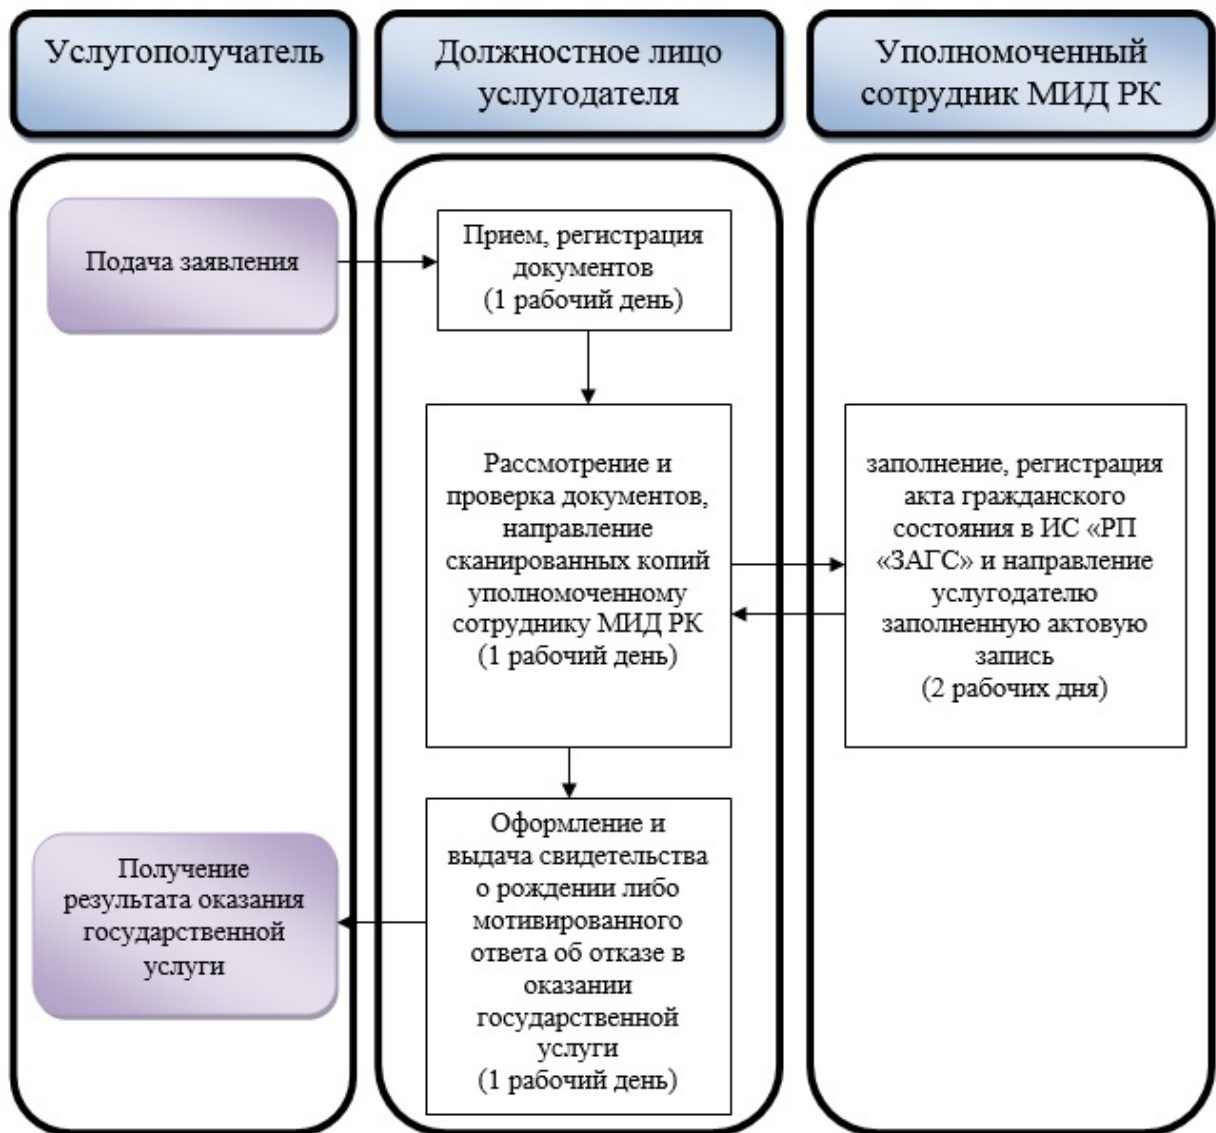 Услугополучатель
Должностное лицо
услугодателя
Уполномоченный
сотрудник МИД РК
Подача заявления
Прием, регистрация
документов
(1 рабочий день)
Рассмотрение и
проверка документов,
направление
сканированных копий
уполномоченному
сотруднику МИД РК
(1 рабочий день)
заполнение, регистрация
акта гражданского
состояния в ИС «РП
«ЗАГС» и направление
услугодателю
заполненную актовую
запись
(2 рабочих дня)
Оформление и
выдача свидетельства
о рождении либо
мотивированного
ответа об отказе в
оказании
государственной
услуги
(1 рабочий день)
Получение
результата оказания
государственной
услуги